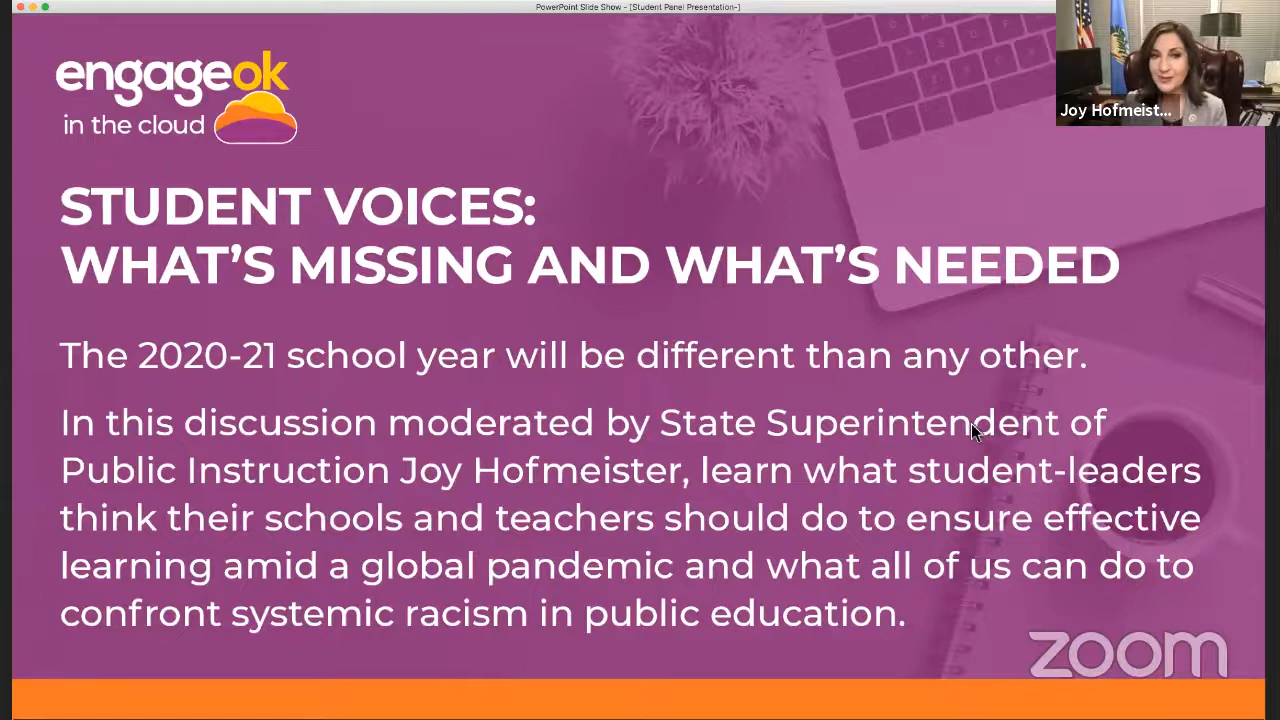 PowerPoint Slide Show - [Student Panel Presentation-]
engageok
in the cloud
Joy Hofmeist...
STUDENT VOICES:
WHAT'S MISSING AND WHAT'S NEEDED
The 2020-21 school year will be different than any other.
In this discussion moderated by State Superintendent of
Public Instruction Joy Hofmeister, learn what student-leaders
think their schools and teachers should do to ensure effective
learning amid a global pandemic and what all of us can do to
confront systemic racism in public education.
zoom